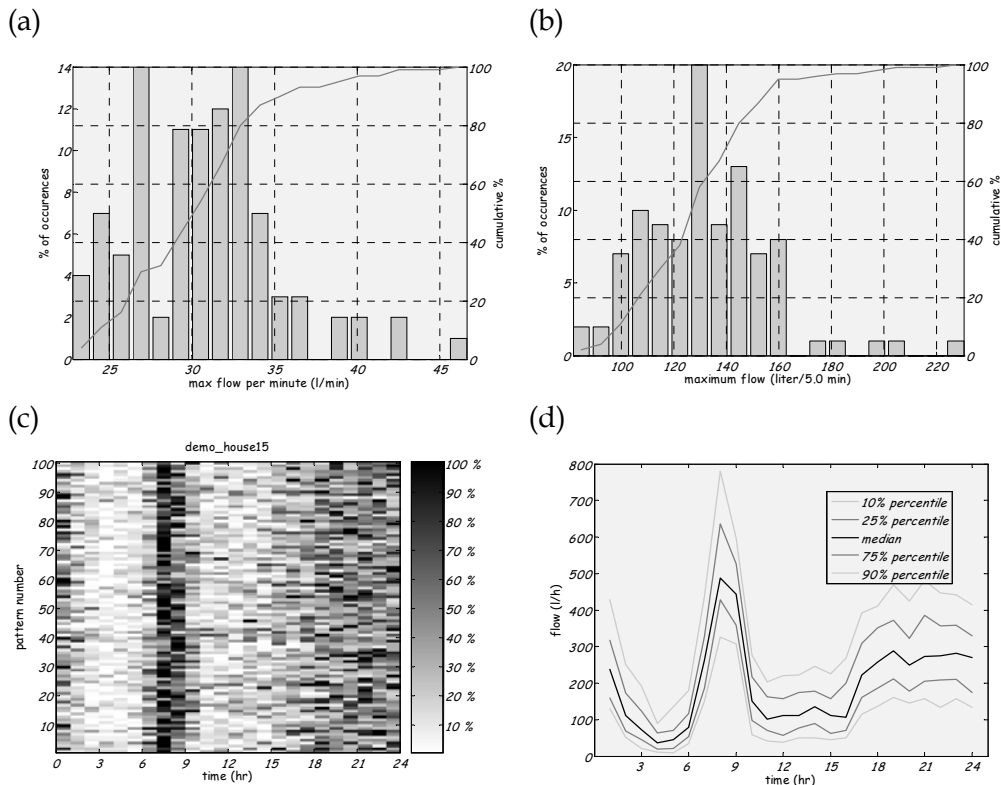 (a)
14
12
10
8
6
4
2
0
% of occurences
100
80
60
40
20
0
cumulative %
25 30 35 40 45
max flow per minute (l/min)
(b)
20
15
10
5
0
% of occurences
100
80
60
40
20
0
cumulative %
100 120 140 160 180 200 220
maximum flow (liter/5.0 min)
(c)
demo_house15
100
90
80
70
60
50
40
30
20
10
pattern number
0 3 6 9 12 15 18 21 24
time (hr)
100 %
90 %
80 %
70 %
60 %
50 %
40 %
30 %
20 %
10 %
(d)
800
700
600
500
400
300
200
100
0
flow (l/h)
10% percentile
25% percentile
median
75% percentile
90% percentile
3 6 9 12 15 18 21 24
time (hr)